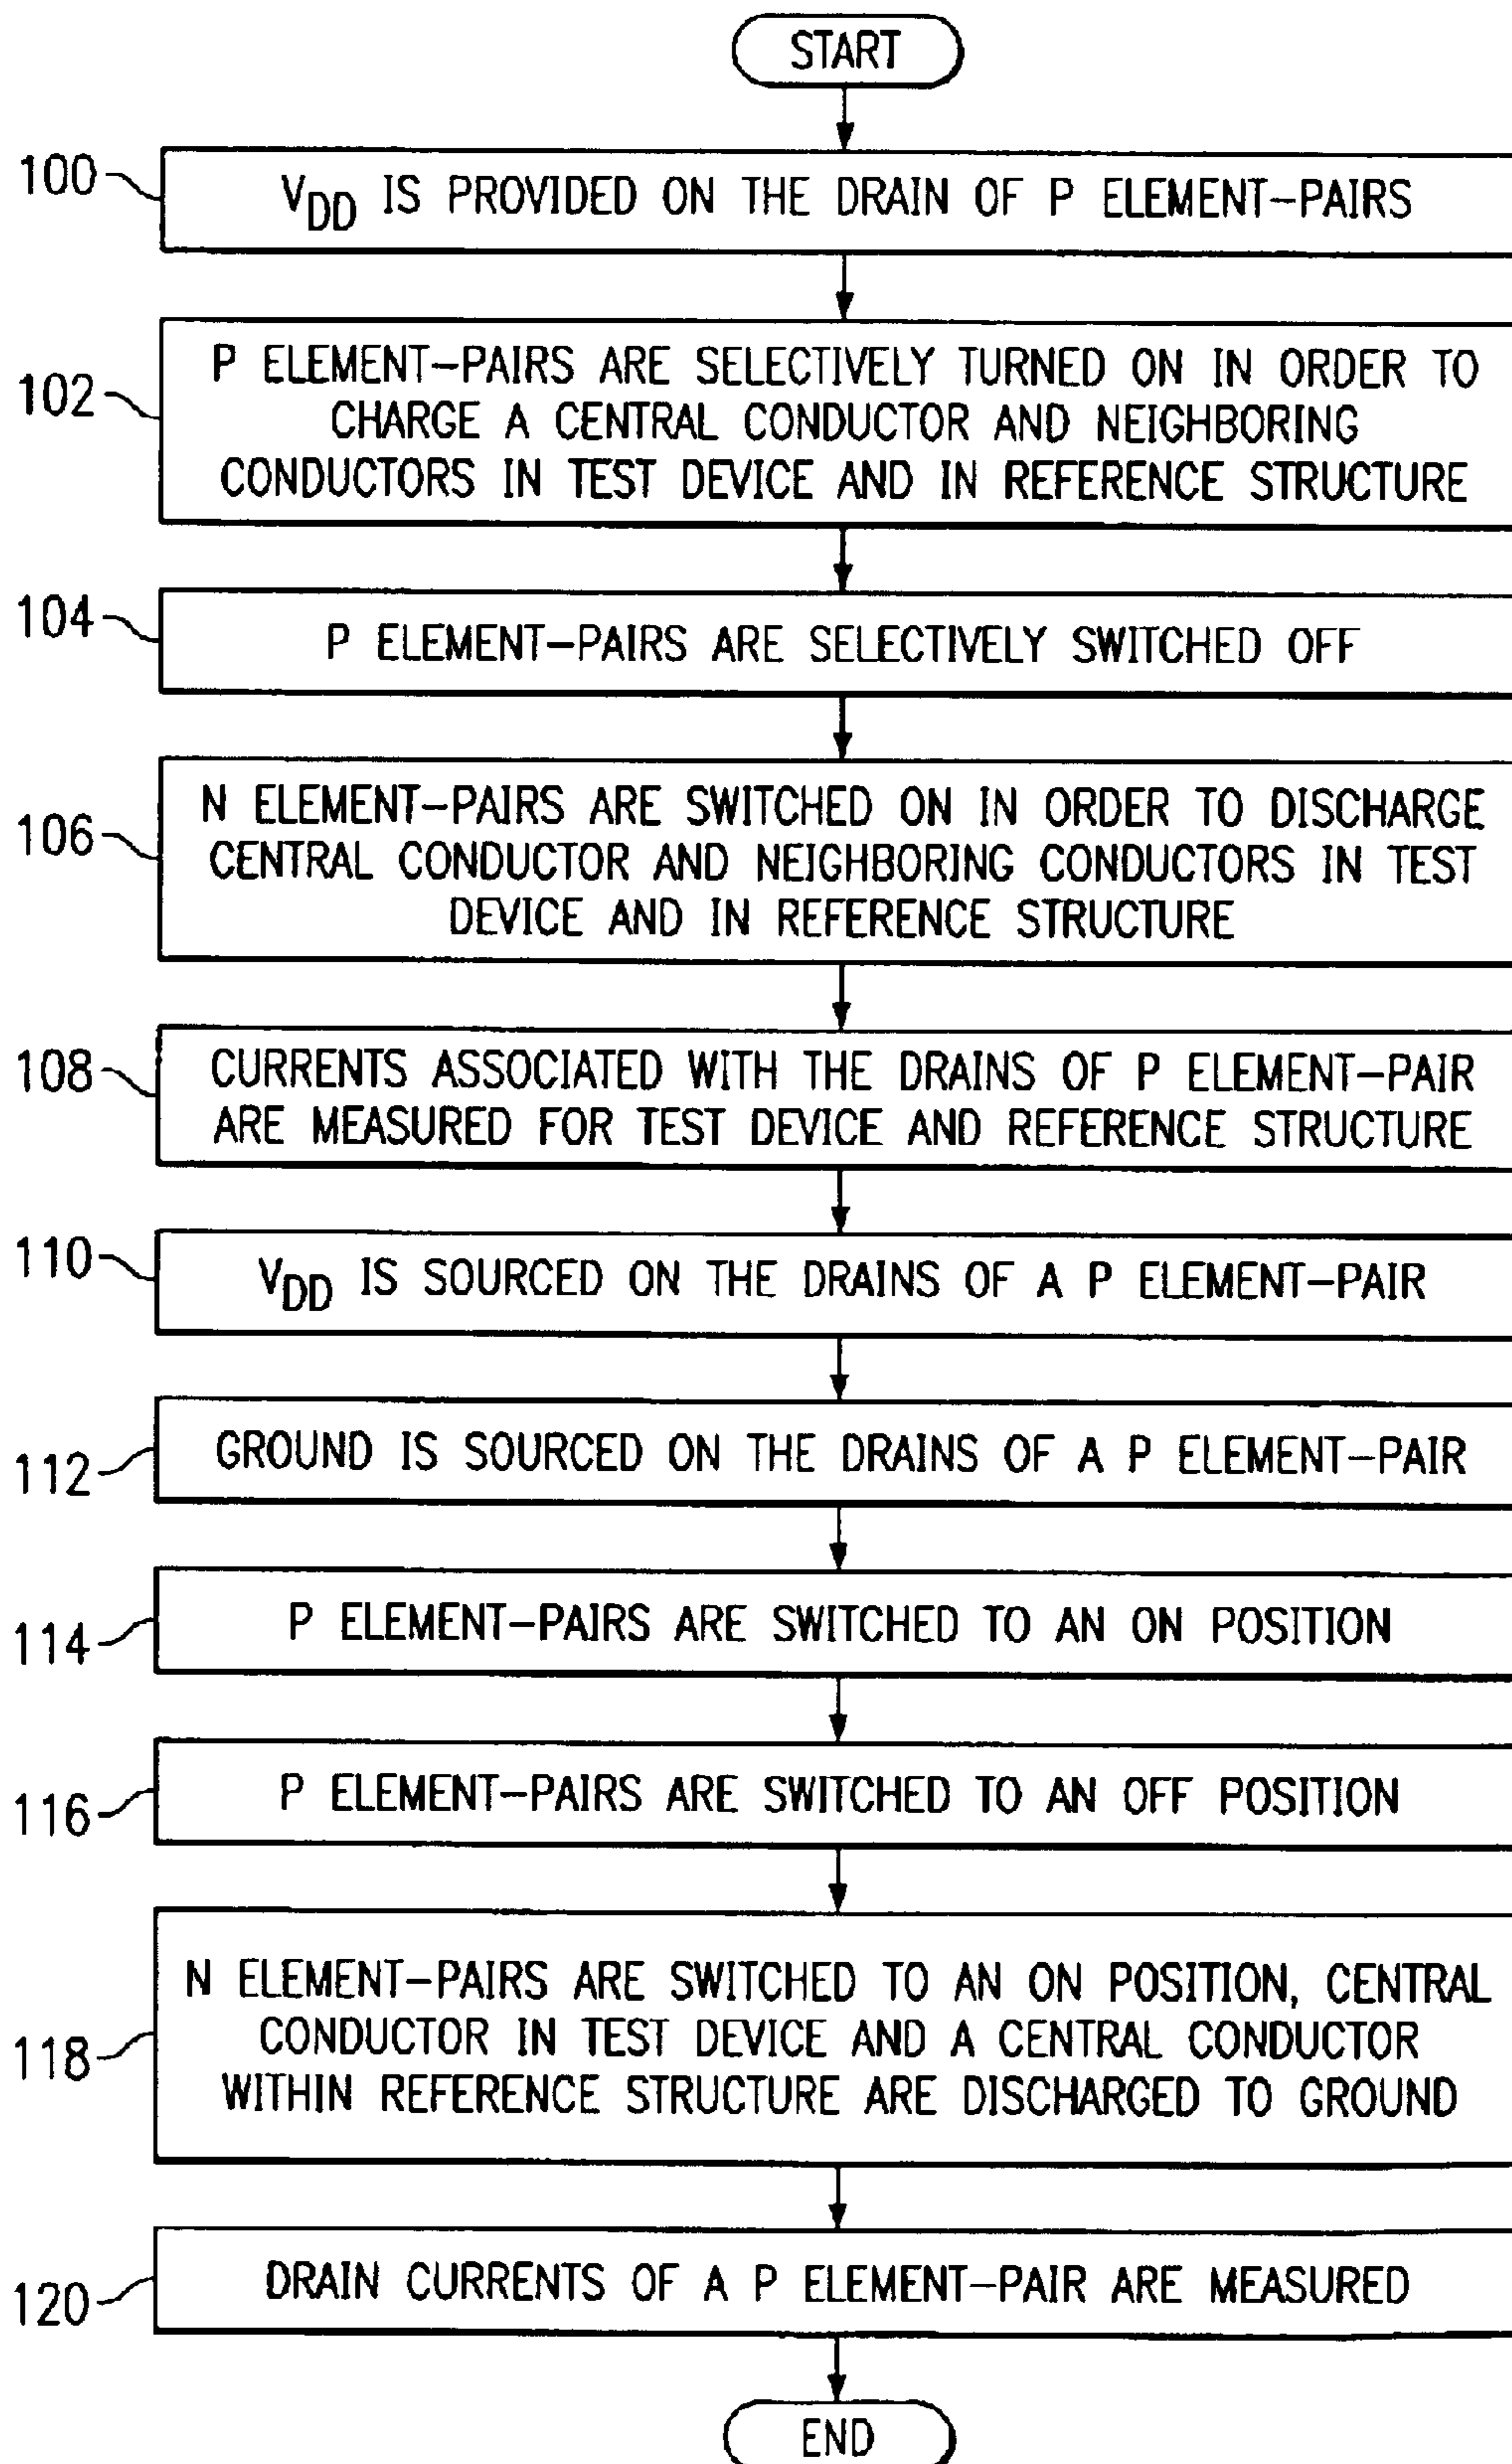 START
100
V_DD IS PROVIDED ON THE DRAIN OF P ELEMENT-PAIRS
102
P ELEMENT-PAIRS ARE SELECTIVELY TURNED ON IN ORDER TO
CHARGE A CENTRAL CONDUCTOR AND NEIGHBORING
CONDUCTORS IN TEST DEVICE AND IN REFERENCE STRUCTURE
104
P ELEMENT-PAIRS ARE SELECTIVELY SWITCHED OFF
106
N ELEMENT-PAIRS ARE SWITCHED ON IN ORDER TO DISCHARGE
CENTRAL CONDUCTOR AND NEIGHBORING CONDUCTORS IN TEST
DEVICE AND IN REFERENCE STRUCTURE
108
CURRENTS ASSOCIATED WITH THE DRAINS OF P ELEMENT-PAIR
ARE MEASURED FOR TEST DEVICE AND REFERENCE STRUCTURE
110
V_DD IS SOURCED ON THE DRAINS OF A P ELEMENT-PAIR
112
GROUND IS SOURCED ON THE DRAINS OF A P ELEMENT-PAIR
114
P ELEMENT-PAIRS ARE SWITCHED TO AN ON POSITION
116
P ELEMENT-PAIRS ARE SWITCHED TO AN OFF POSITION
118
N ELEMENT-PAIRS ARE SWITCHED TO AN ON POSITION, CENTRAL
CONDUCTOR IN TEST DEVICE AND A CENTRAL CONDUCTOR
WITHIN REFERENCE STRUCTURE ARE DISCHARGED TO GROUND
120
DRAIN CURRENTS OF A P ELEMENT-PAIR ARE MEASURED
END